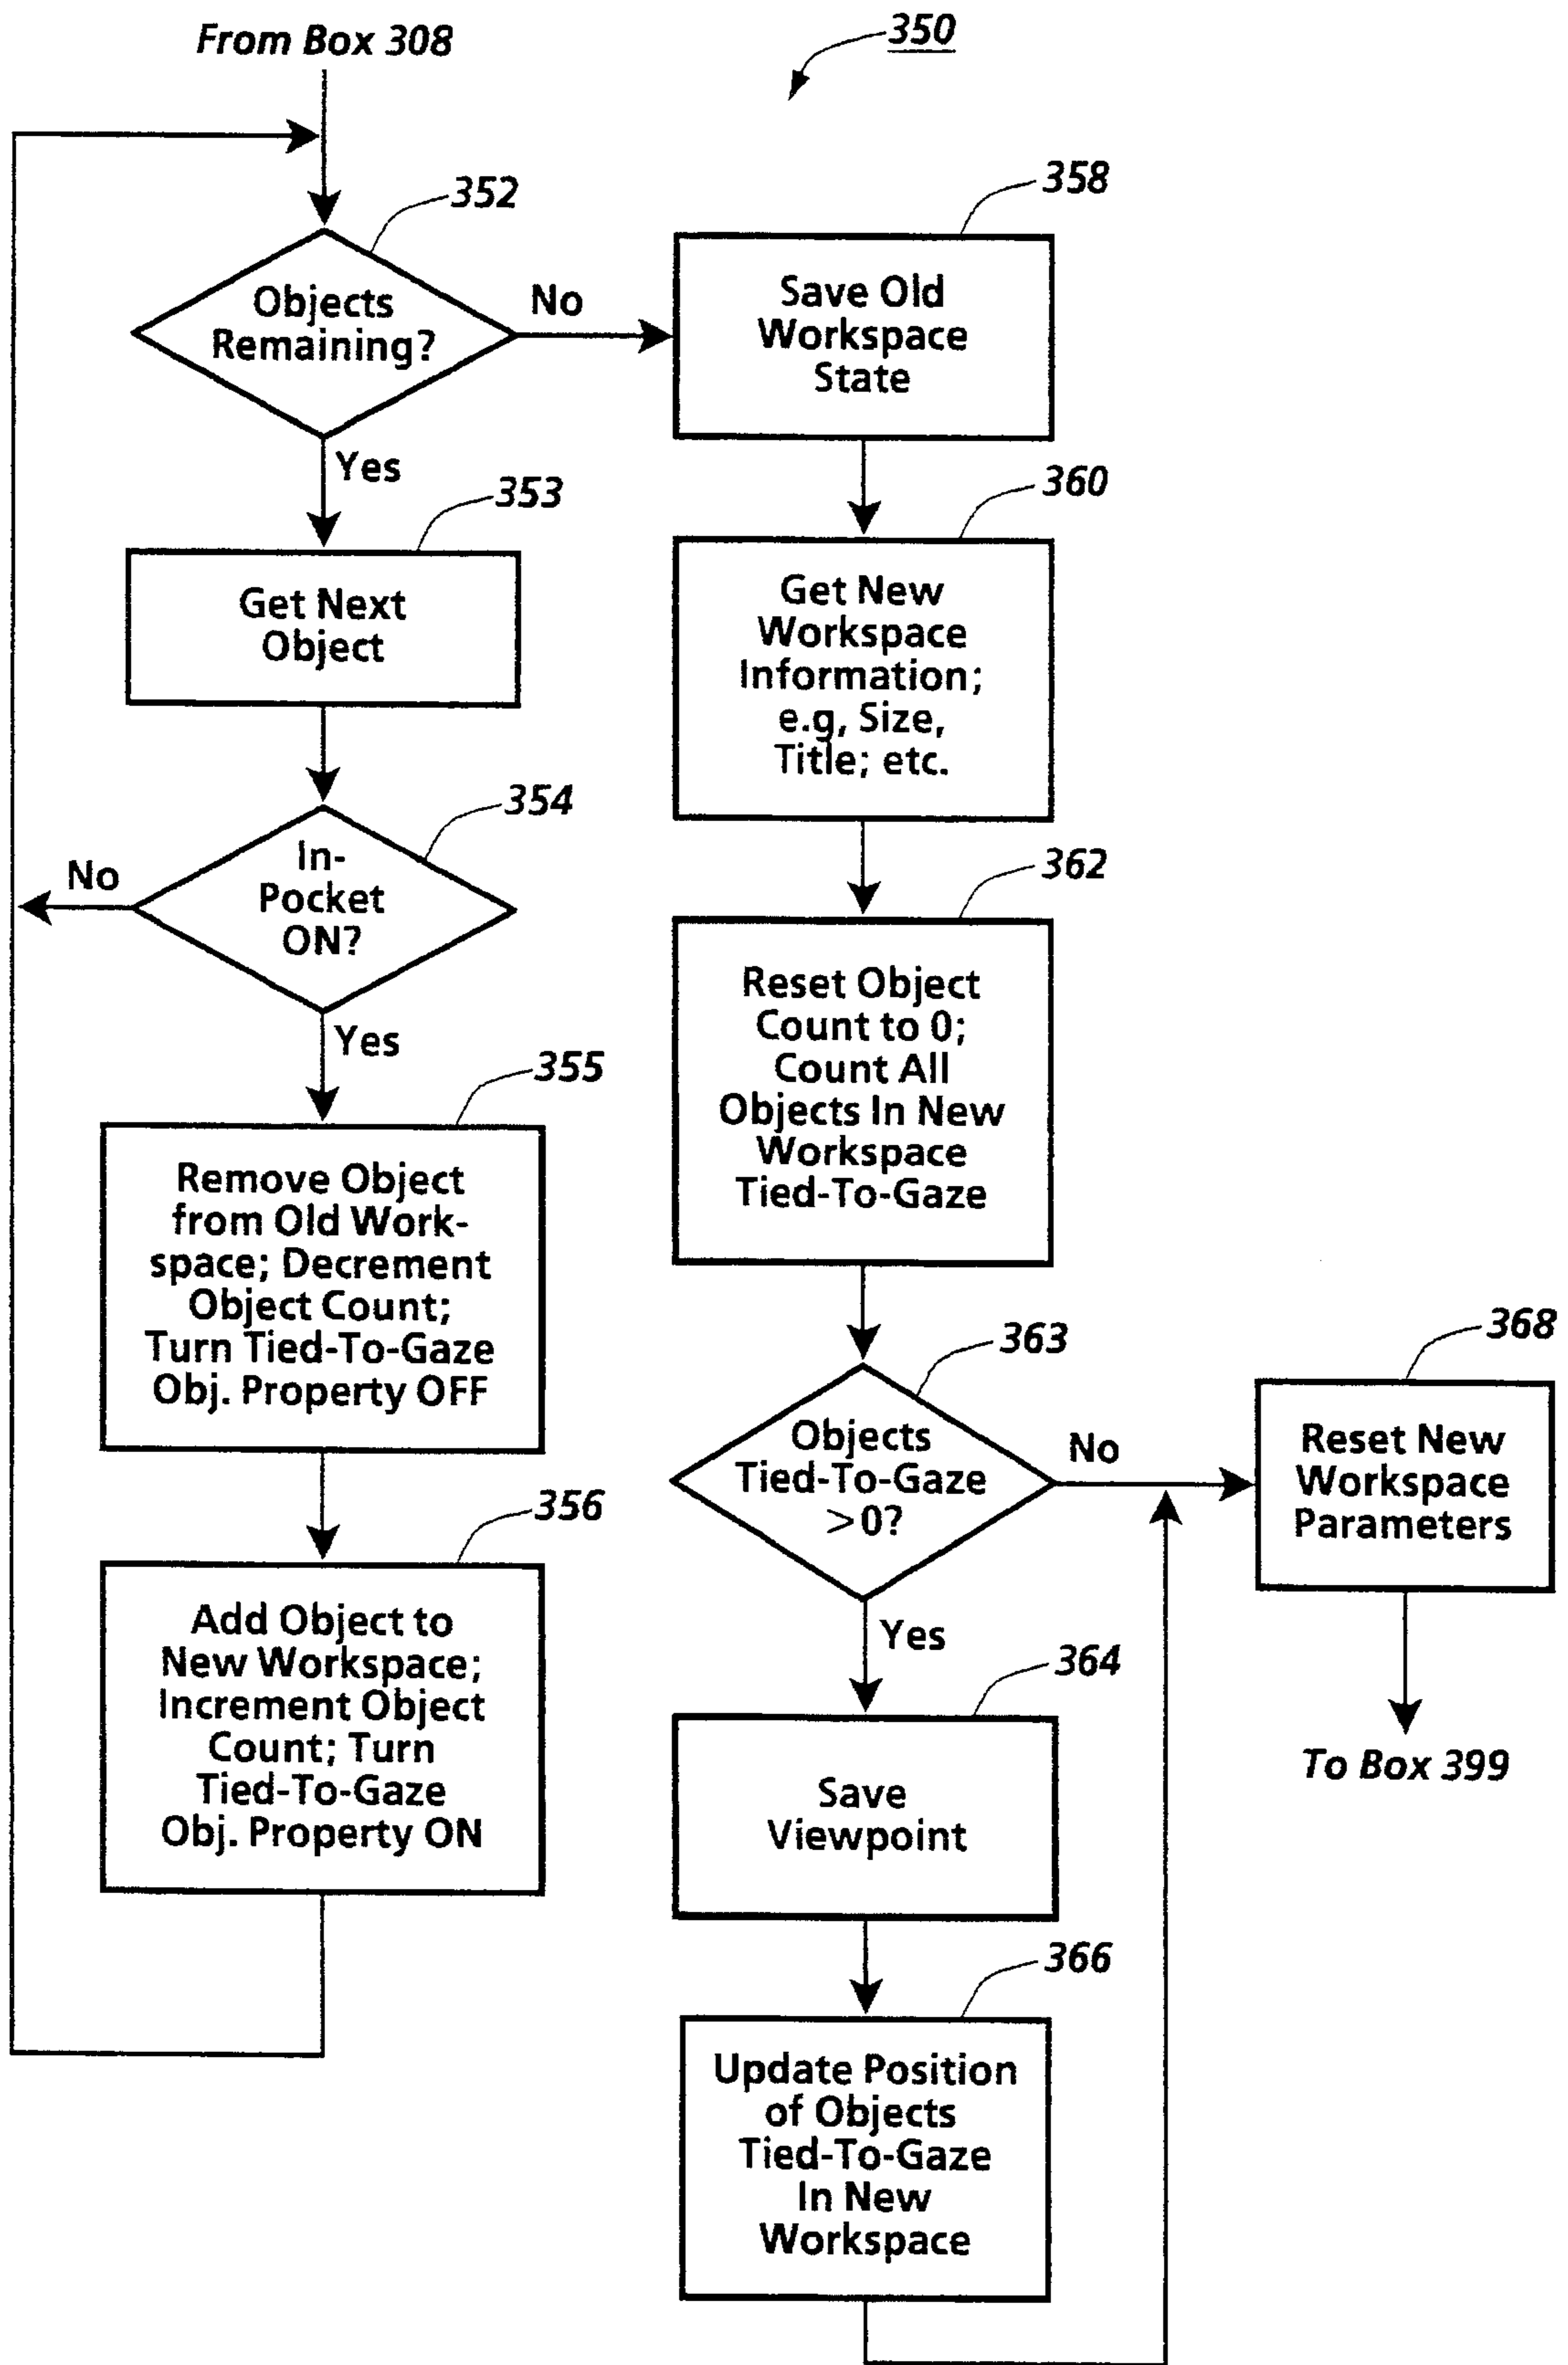 From Box 308
350
352
Objects
Remaining?
No
Yes
353
Get Next
Object
354
In-
Pocket
ON?
No
Yes
355
Remove Object
from Old Work-
space; Decrement
Object Count;
Turn Tied-To-Gaze
Obj. Property OFF
356
Add Object to
New Workspace;
Increment Object
Count; Turn
Tied-To-Gaze
Obj. Property ON
358
Save Old
Workspace
State
360
Get New
Workspace
Information;
e.g, Size,
Title; etc.
362
Reset Object
Count to 0;
Count All
Objects In New
Workspace
Tied-To-Gaze
363
Objects
Tied-To-Gaze
>0?
No
Yes
364
Save
Viewpoint
366
Update Position
of Objects
Tied-To-Gaze
In New
Workspace
368
Reset New
Workspace
Parameters
To Box 399